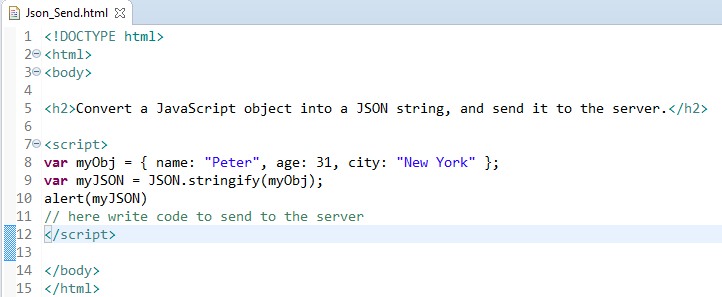 Json_Send.html
1 <!DOCTYPE html>
2 <html>
3 <body>
4
5 <h2>Convert a JavaScript object into a JSON string, and send it to the server.</h2>
6
7 <script>
8 var myObj = { name: "Peter", age: 31, city: "New York" };
9 var myJSON = JSON.stringify(myObj);
10 alert(myJSON)
11 // here write code to send to the server
12 </script>
13
14 </body>
15 </html>